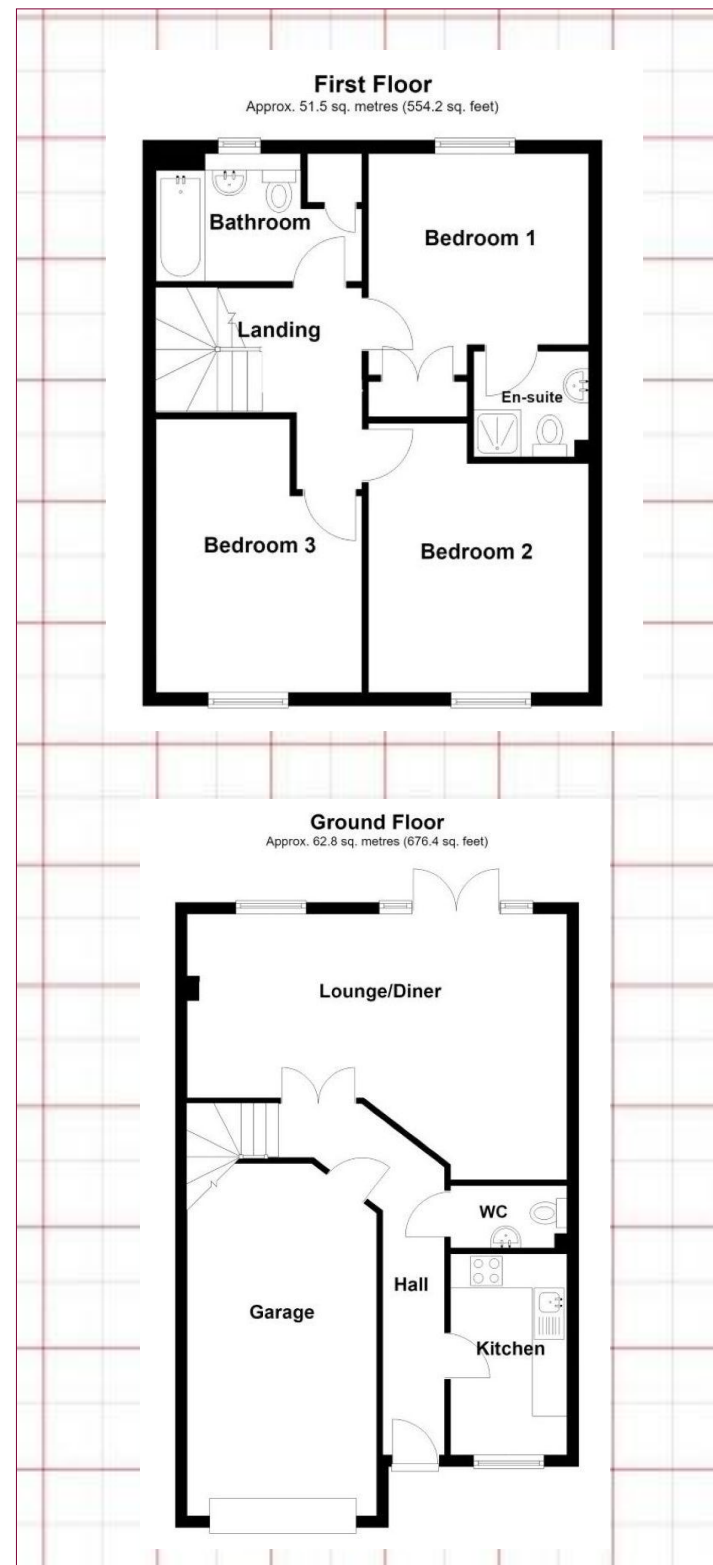 First Floor
Approx. 51.5 sq. metres (554.2 sq. feet)
Bathroom
Bedroom 1
Landing
En-suite
Bedroom 3
Bedroom 2
Ground Floor
Approx. 62.8 sq. metres (676.4 sq. feet)
Lounge/Diner
WC
Hall
Garage
Kitchen